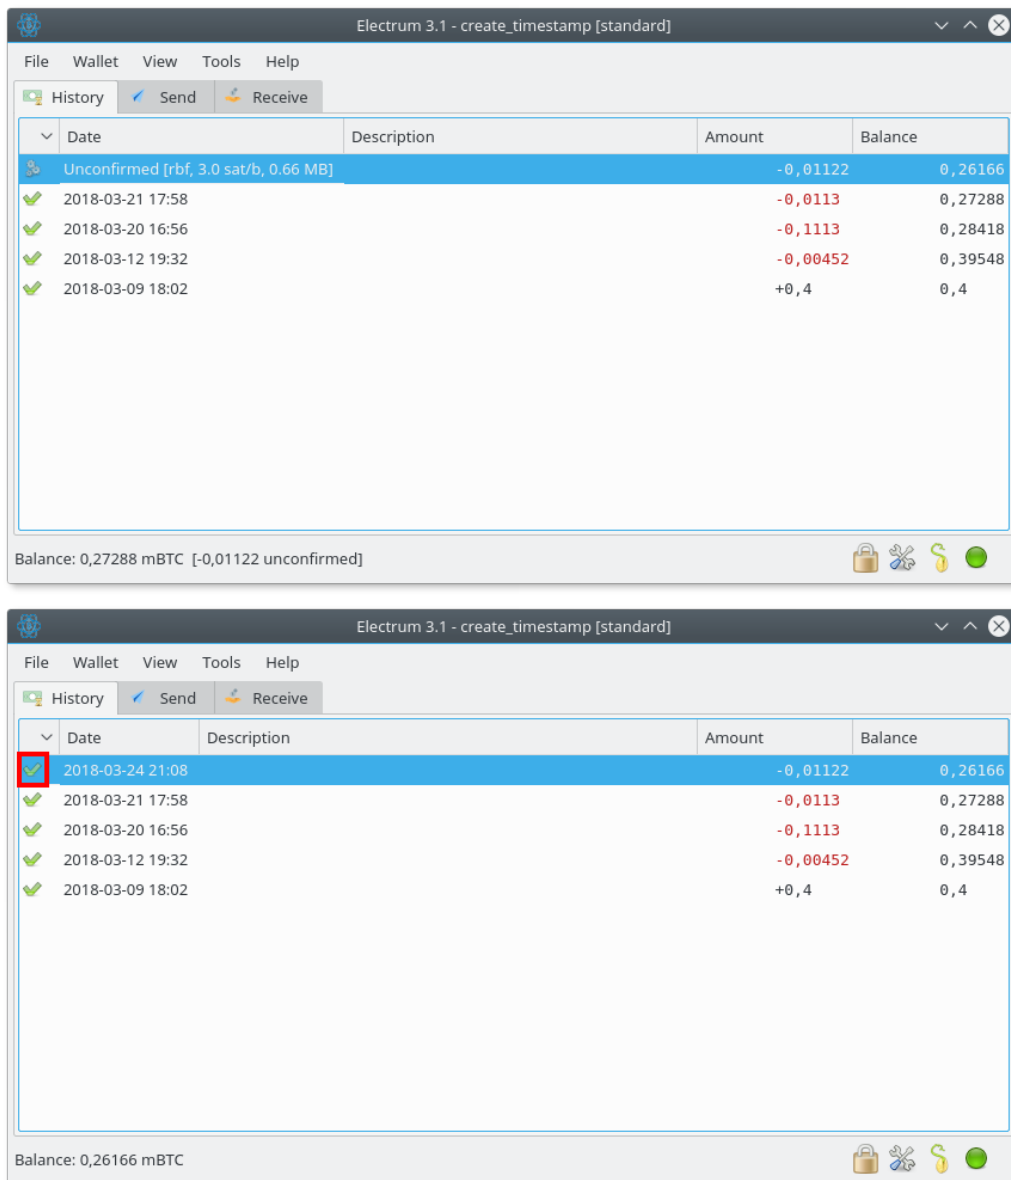 Electrum 3.1 - create_timestamp [standard]
File Wallet View Tools Help
History Send Receive
Date Description Amount Balance
Unconfirmed [rbf, 3.0 sat/b, 0.66 MB] -0,01122 0,26166
2018-03-21 17:58 -0,0113 0,27288
2018-03-20 16:56 -0,1113 0,28418
2018-03-12 19:32 -0,00452 0,39548
2018-03-09 18:02 +0,4 0,4
Balance: 0,27288 mBTC [-0,01122 unconfirmed]
Electrum 3.1 - create_timestamp [standard]
File Wallet View Tools Help
History Send Receive
Date Description Amount Balance
2018-03-24 21:08 -0,01122 0,26166
2018-03-21 17:58 -0,0113 0,27288
2018-03-20 16:56 -0,1113 0,28418
2018-03-12 19:32 -0,00452 0,39548
2018-03-09 18:02 +0,4 0,4
Balance: 0,26166 mBTC